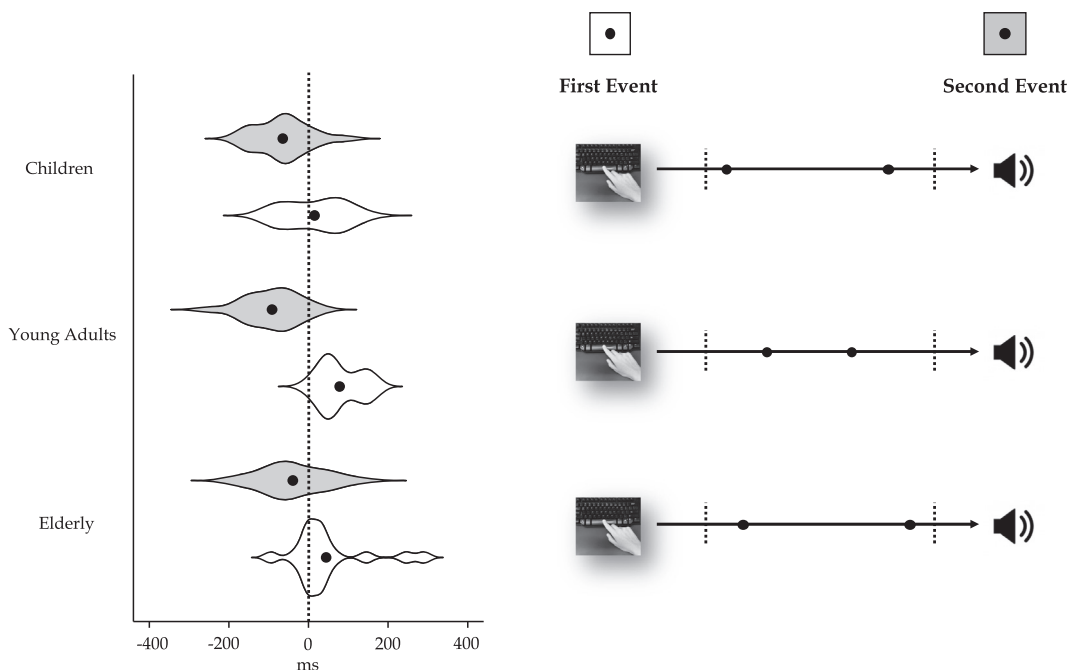 First Event
Second Event
Children
Young Adults
Elderly
-400 -200 0 200 400
ms